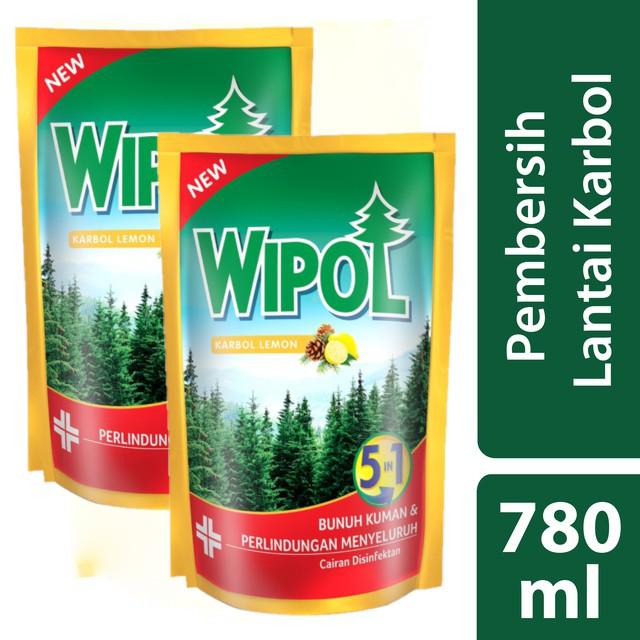 NEW
WIP
KARBOL LEMON
PERLINDUNG
NEW
WIPOL
KARBOL LEMON
5 IN 1
BUNUH KUMAN &
PERLINDUNGAN MENYELURUH
Cairan Disinfektan
Pembersih
Lantai Karbol
780
ml